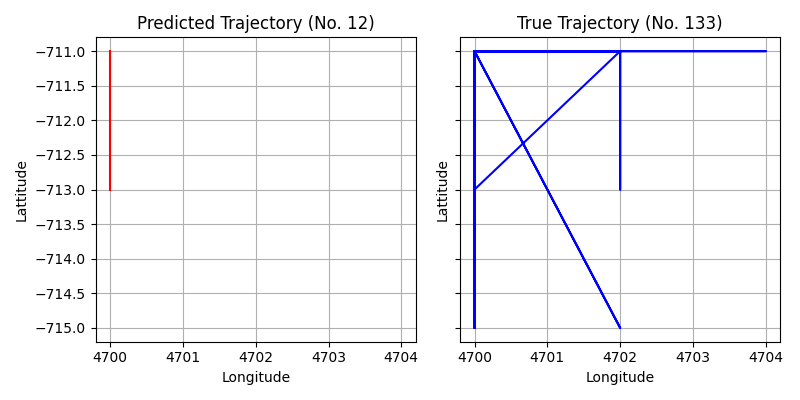 Predicted Trajectory (No. 12)
−711.0
−711.5
−712.0
−712.5
−713.0
−713.5
−714.0
−714.5
−715.0
Lattitude
4700 4701 4702 4703 4704
Longitude
True Trajectory (No. 133)
Lattitude
4700 4701 4702 4703 4704
Longitude